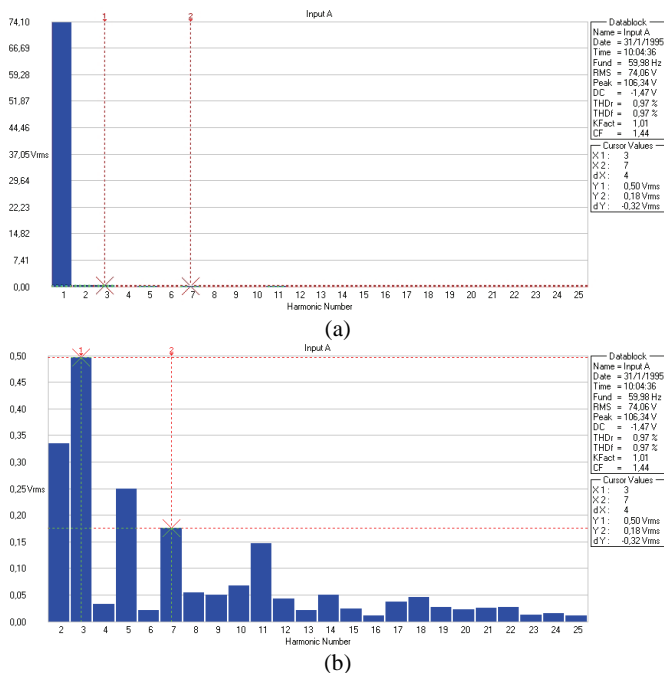 Input A
1
2
74,10
66,69
59,28
51,87
44,46
37,05 Vrms
29,64
22,23
14,82
7,41
0,00
1 2 3 4 5 6 7 8 9 10 11 12 13 14 15 16 17 18 19 20 21 22 23 24 25
Harmonic Number
Datablock
Name = Input A
Date = 31/1/1995
Time = 10:04:36
Fund = 59,98 Hz
RMS = 74,06 V
Peak = 106,34 V
DC = -1,47 V
THDr = 0,97 %
THDf = 0,97 %
KFact = 1,01
CF = 1,44
Cursor Values
X1: 3
X2: 7
dX: 4
Y1: 0,50 Vrms
Y2: 0,18 Vrms
dY: -0,32 Vrms
(a)
Input A
1
2
0,50
0,45
0,40
0,35
0,30
0,25 Vrms
0,20
0,15
0,10
0,05
0,00
2 3 4 5 6 7 8 9 10 11 12 13 14 15 16 17 18 19 20 21 22 23 24 25
Harmonic Number
Datablock
Name = Input A
Date = 31/1/1995
Time = 10:04:36
Fund = 59,98 Hz
RMS = 74,06 V
Peak = 106,34 V
DC = -1,47 V
THDr = 0,97 %
THDf = 0,97 %
KFact = 1,01
CF = 1,44
Cursor Values
X1: 3
X2: 7
dX: 4
Y1: 0,50 Vrms
Y2: 0,18 Vrms
dY: -0,32 Vrms
(b)